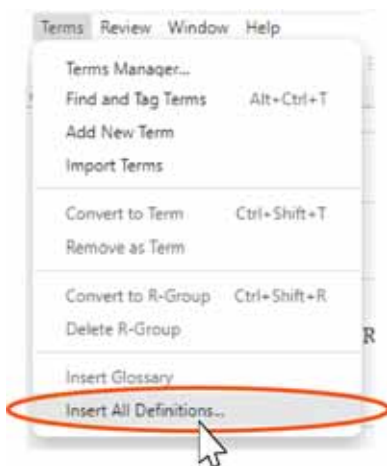 Terms Review Window Help
Terms Manager...
Find and Tag Terms Alt+Ctrl+T
Add New Term
Import Terms
Convert to Term Ctrl+Shift+T
Remove as Term
Convert to R-Group Ctrl+Shift+R
Delete R-Group
R
Insert Glossary
Insert All Definitions...